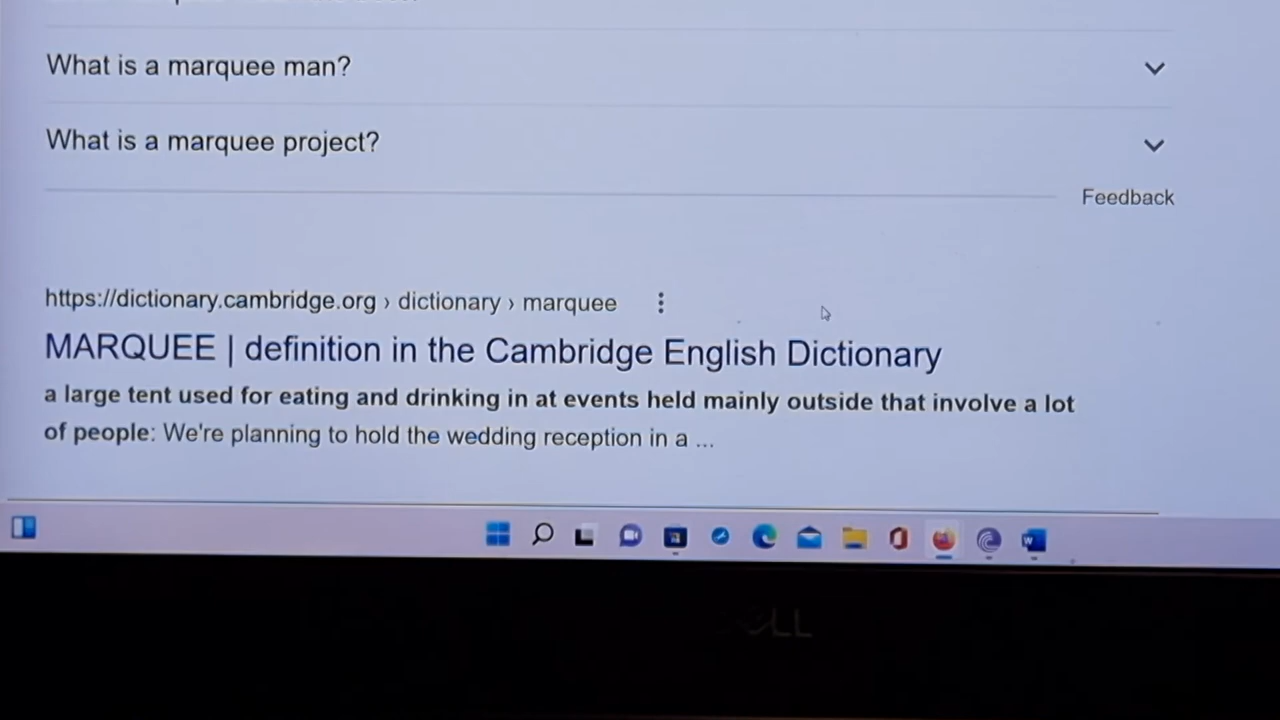 What is a marquee man?
What is a marquee project?
Feedback
https://dictionary.cambridge.org › dictionary › marquee
MARQUEE | definition in the Cambridge English Dictionary
a large tent used for eating and drinking in at events held mainly outside that involve a lot
of people: We're planning to hold the wedding reception in a ...